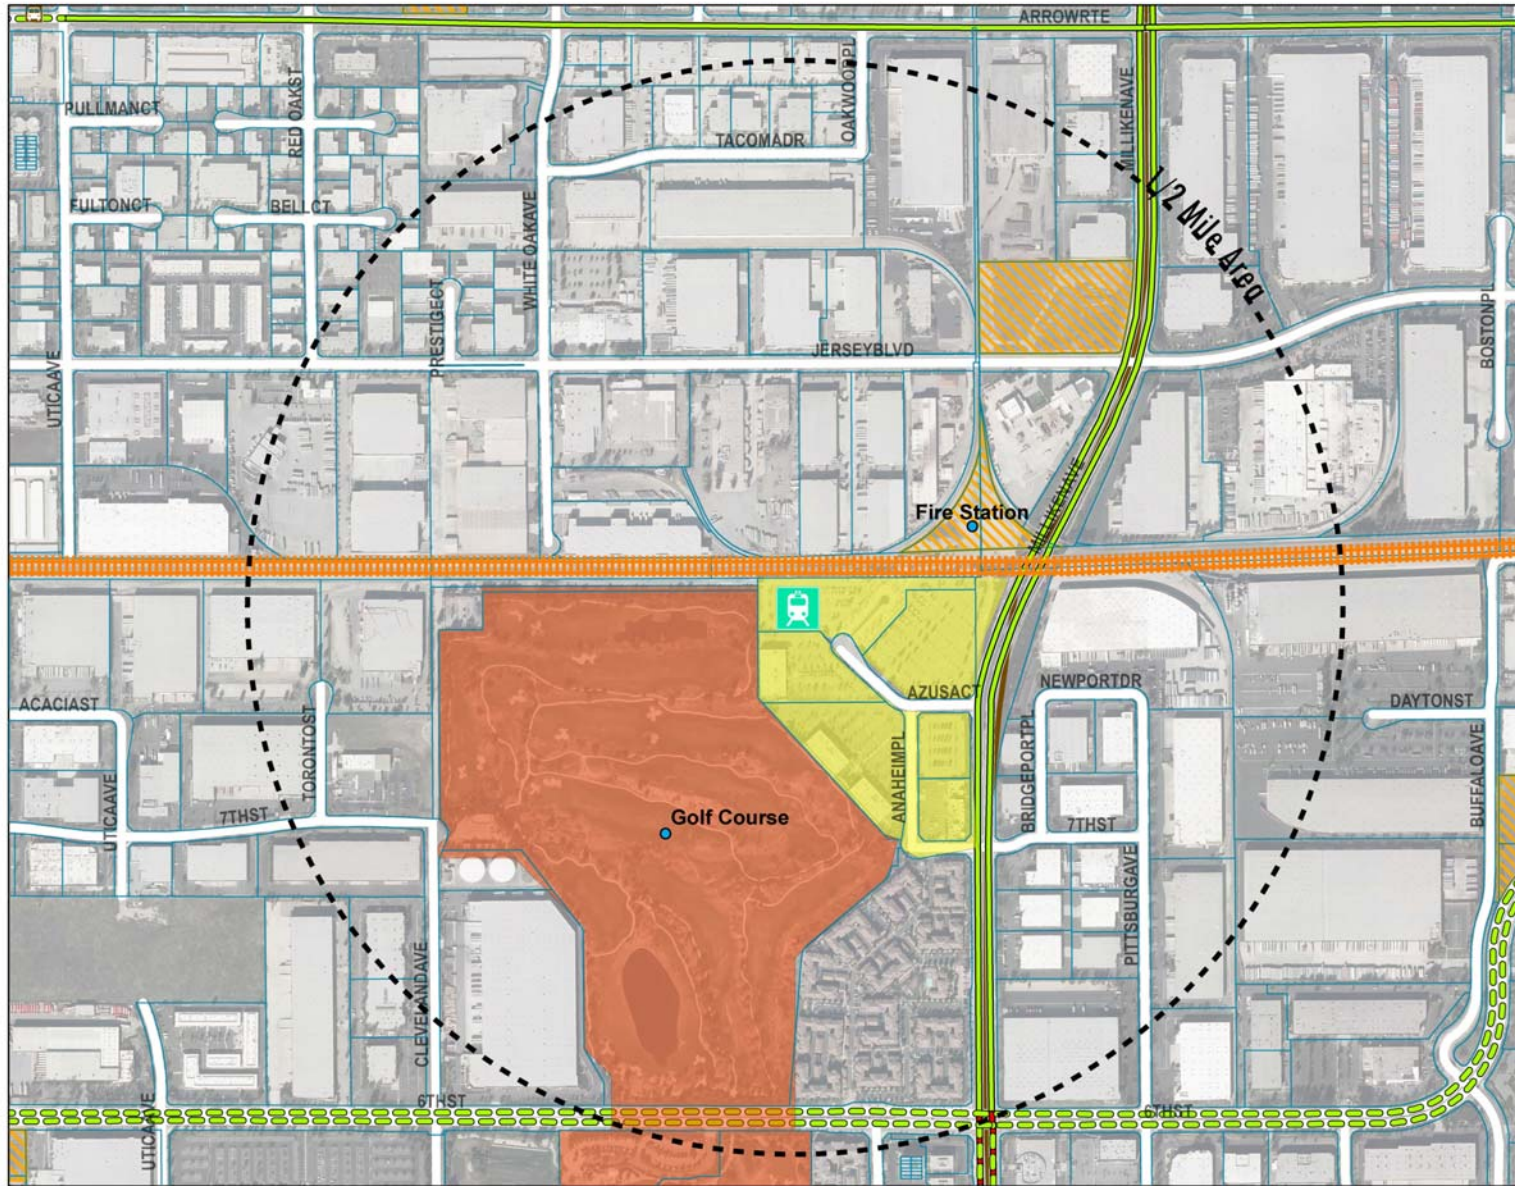 ARROWRTE
PULLMANCT
RED OAKST
OAKWOODPL
MILLIKENAVE
TACOMADR
1/2 Mile Area
FULTONCT
BELLCT
WHITE OAKAVE
PRESTIGECT
JERSEYBLVD
UTICAAVE
BOSTONPL
MILLIKENAVE
Fire Station
ACACIAST
TORONTOST
AZUSACT
NEWPORTDR
DAYTONST
UTICAAVE
7THST
Golf Course
ANAHEIMPL
BRIDGEPORTPL
7THST
BUFFALOAVE
PITTSBURGAVE
CLEVELANDAVE
UTICAAVE
6THST
6THST